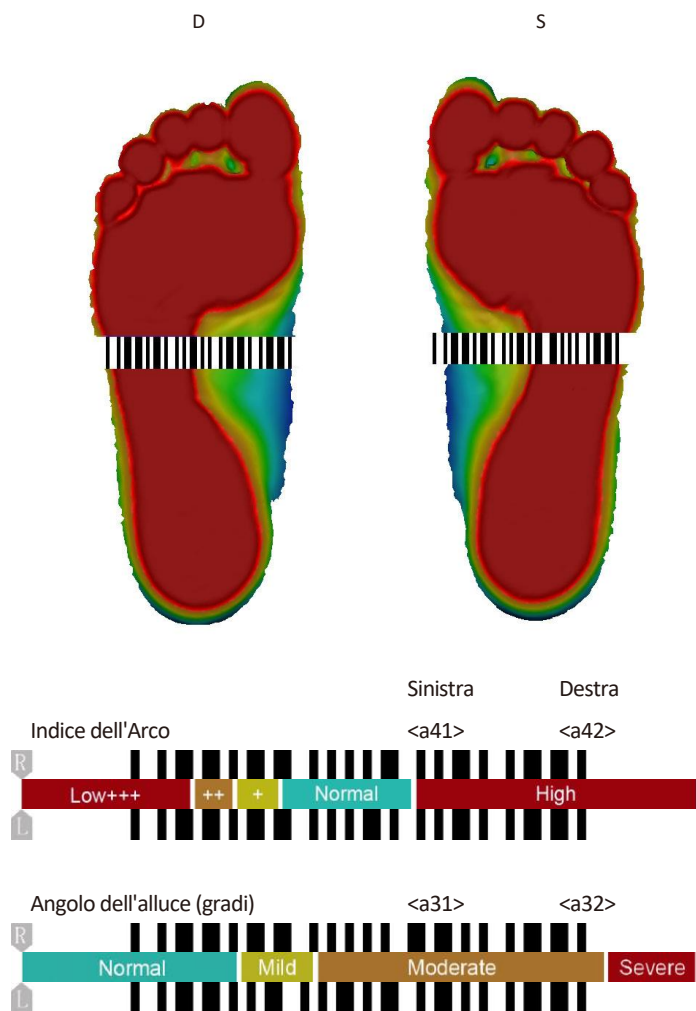 D S
Sinistra Destra
Indice dell'Arco <a41> <a42>
R
Low+++ ++ + Normal High
L
Angolo dell'alluce (gradi) <a31> <a32>
R
Normal Mild Moderate Severe
L